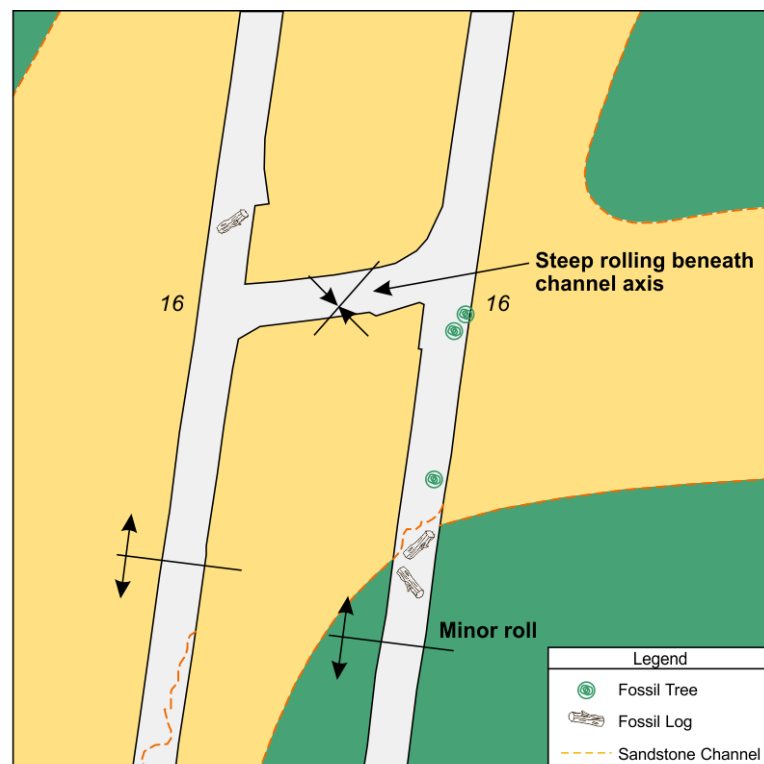 Steep rolling beneath
channel axis
16
16
Minor roll
Legend
Fossil Tree
Fossil Log
Sandstone Channel